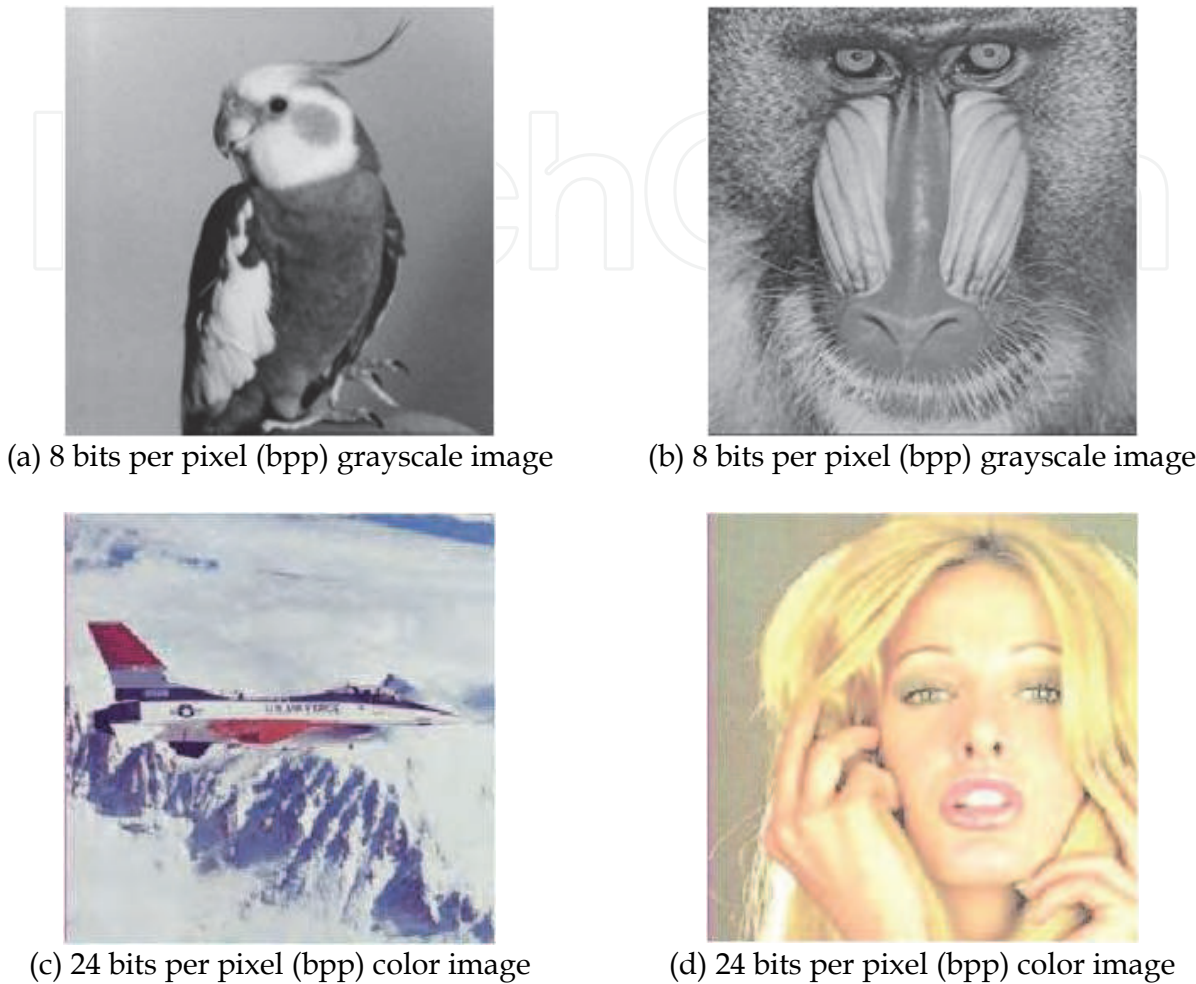 (a) 8 bits per pixel (bpp) grayscale image
(b) 8 bits per pixel (bpp) grayscale image
U.S. AIR FORCE
(c) 24 bits per pixel (bpp) color image
(d) 24 bits per pixel (bpp) color image